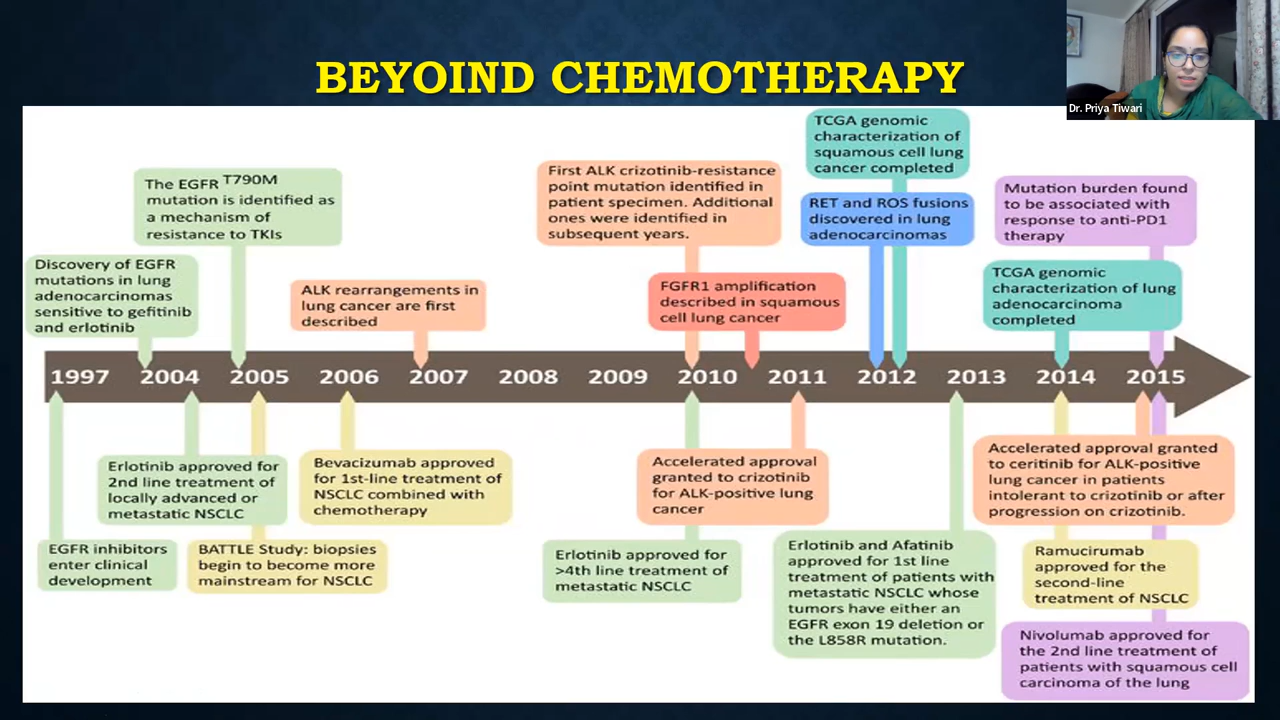 BEYOIND CHEMOTHERAPY
Dr. Priya Tiwari
TCGA genomic
characterization of
squamous cell lung
cancer completed
The EGFR T790M
mutation is identified as
a mechanism of
resistance to TKIs
First ALK crizotinib-resistance
point mutation identified in
patient specimen. Additional
ones were identified in
subsequent years.
RET and ROS fusions
discovered in lung
adenocarcinomas
Mutation burden found
to be associated with
response to anti-PD1
therapy
Discovery of EGFR
mutations in lung
adenocarcinomas
sensitive to gefitinib
and erlotinib
ALK rearrangements in
lung cancer are first
described
FGFR1 amplification
described in squamous
cell lung cancer
TCGA genomic
characterization of lung
adenocarcinoma
completed
1997 2004 2005 2006 2007 2008 2009 2010 2011 2012 2013 2014 2015
Erlotinib approved for
2nd line treatment of
locally advanced or
metastatic NSCLC
Bevacizumab approved
for 1st-line treatment of
NSCLC combined with
chemotherapy
Accelerated approval
granted to crizotinib
for ALK-positive lung
cancer
Accelerated approval granted
to ceritinib for ALK-positive
lung cancer in patients
intolerant to crizotinib or after
progression on crizotinib.
EGFR inhibitors
enter clinical
development
BATTLE Study: biopsies
begin to become more
mainstream for NSCLC
Erlotinib approved for
>4th line treatment of
metastatic NSCLC
Erlotinib and Afatinib
approved for 1st line
treatment of patients with
metastatic NSCLC whose
tumors have either an
EGFR exon 19 deletion or
the L858R mutation.
Ramucirumab
approved for the
second-line
treatment of NSCLC
Nivolumab approved for
the 2nd line treatment of
patients with squamous cell
carcinoma of the lung